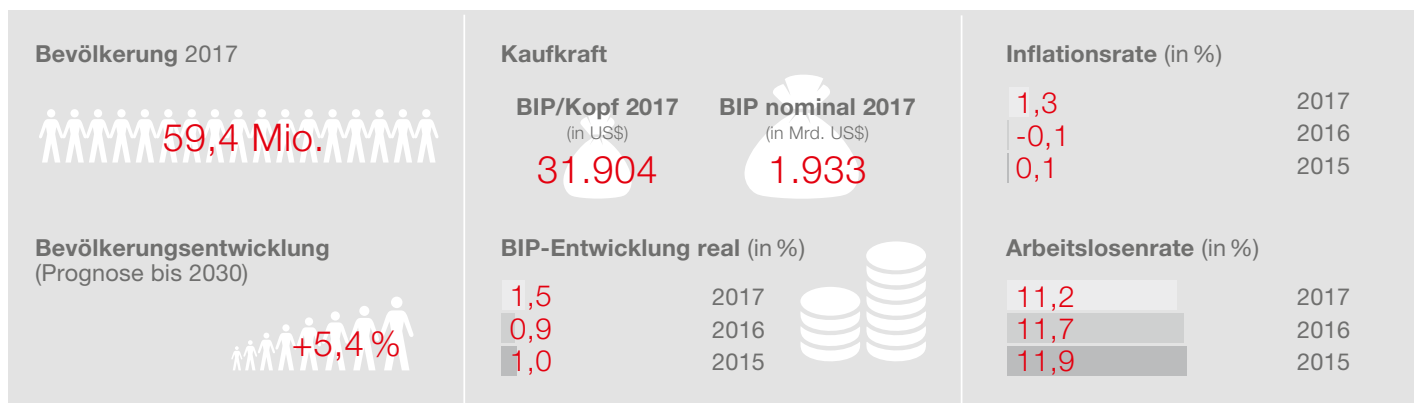 Bevölkerung 2017
59,4 Mio.
Bevölkerungsentwicklung
(Prognose bis 2030)
+5,4 %
Kaufkraft
BIP/Kopf 2017
(in US$)
31.904
BIP nominal 2017
(in Mrd. US$)
1.933
BIP-Entwicklung real (in %)
1,5 2017
0,9 2016
1,0 2015
Inflationsrate (in %)
1,3 2017
-0,1 2016
0,1 2015
Arbeitslosenrate (in %)
11,2 2017
11,7 2016
11,9 2015